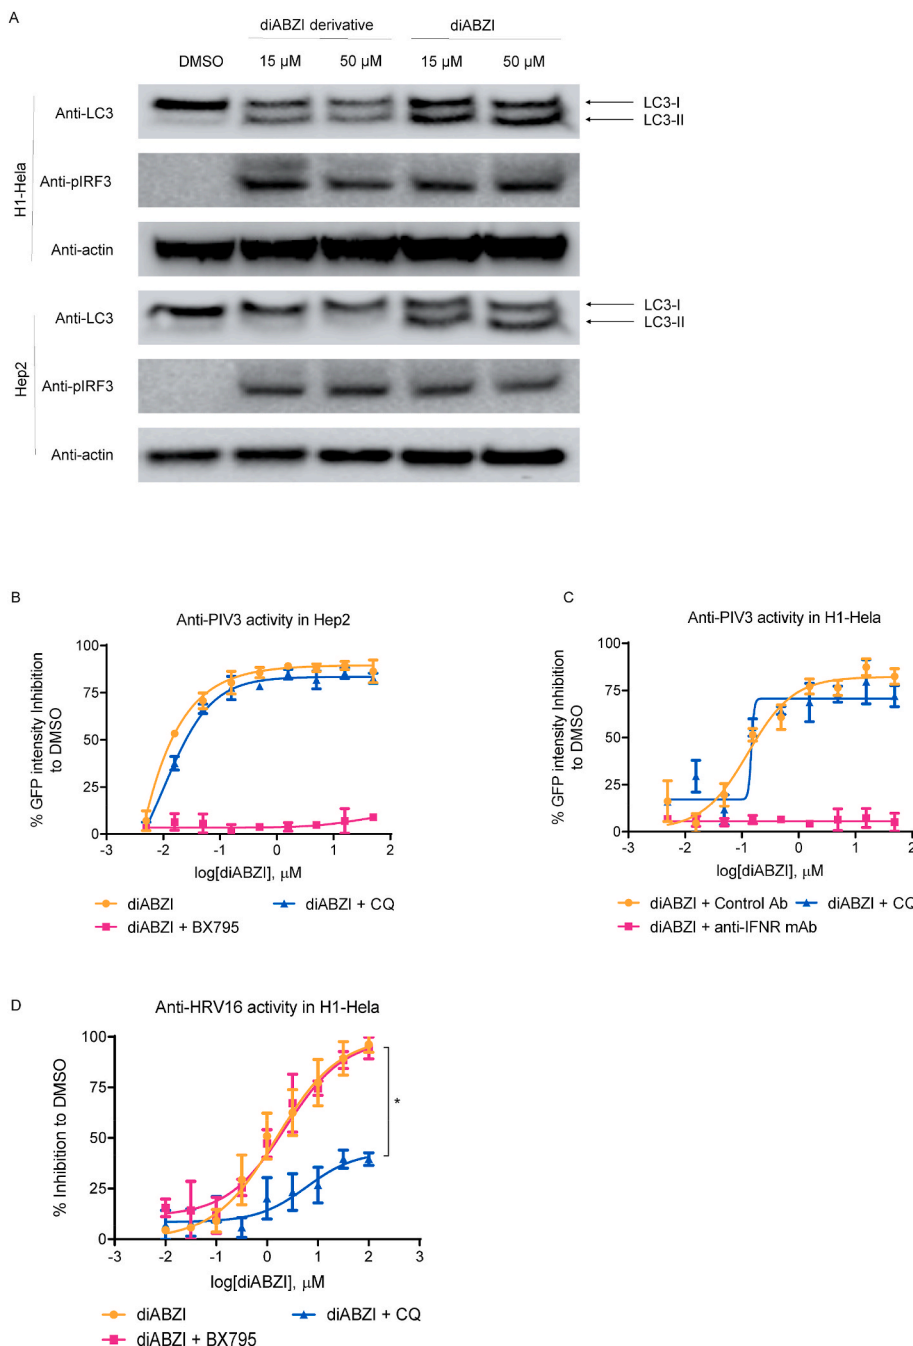 A
diABZI derivative diABZI
DMSO 15 µM 50 µM 15 µM 50 µM
H1-Hela
Anti-LC3 LC3-I
LC3-II
Anti-pIRF3
Anti-actin
Hep2
Anti-LC3 LC3-I
LC3-II
Anti-pIRF3
Anti-actin
B
Anti-PIV3 activity in Hep2
% GFP intensity Inhibition
to DMSO
100
75
50
25
0
-3 -2 -1 0 1 2
log[diABZI], µM
diABZI diABZI + CQ
diABZI + BX795
C
Anti-PIV3 activity in H1-Hela
% GFP intensity Inhibition
to DMSO
100
75
50
25
0
-3 -2 -1 0 1 2
log[diABZI], µM
diABZI + Control Ab diABZI + CQ
diABZI + anti-IFNR mAb
D
Anti-HRV16 activity in H1-Hela
% Inhibition to DMSO
100
75
50
25
0
*
-3 -2 -1 0 1 2 3
log[diABZI], µM
diABZI diABZI + CQ
diABZI + BX795